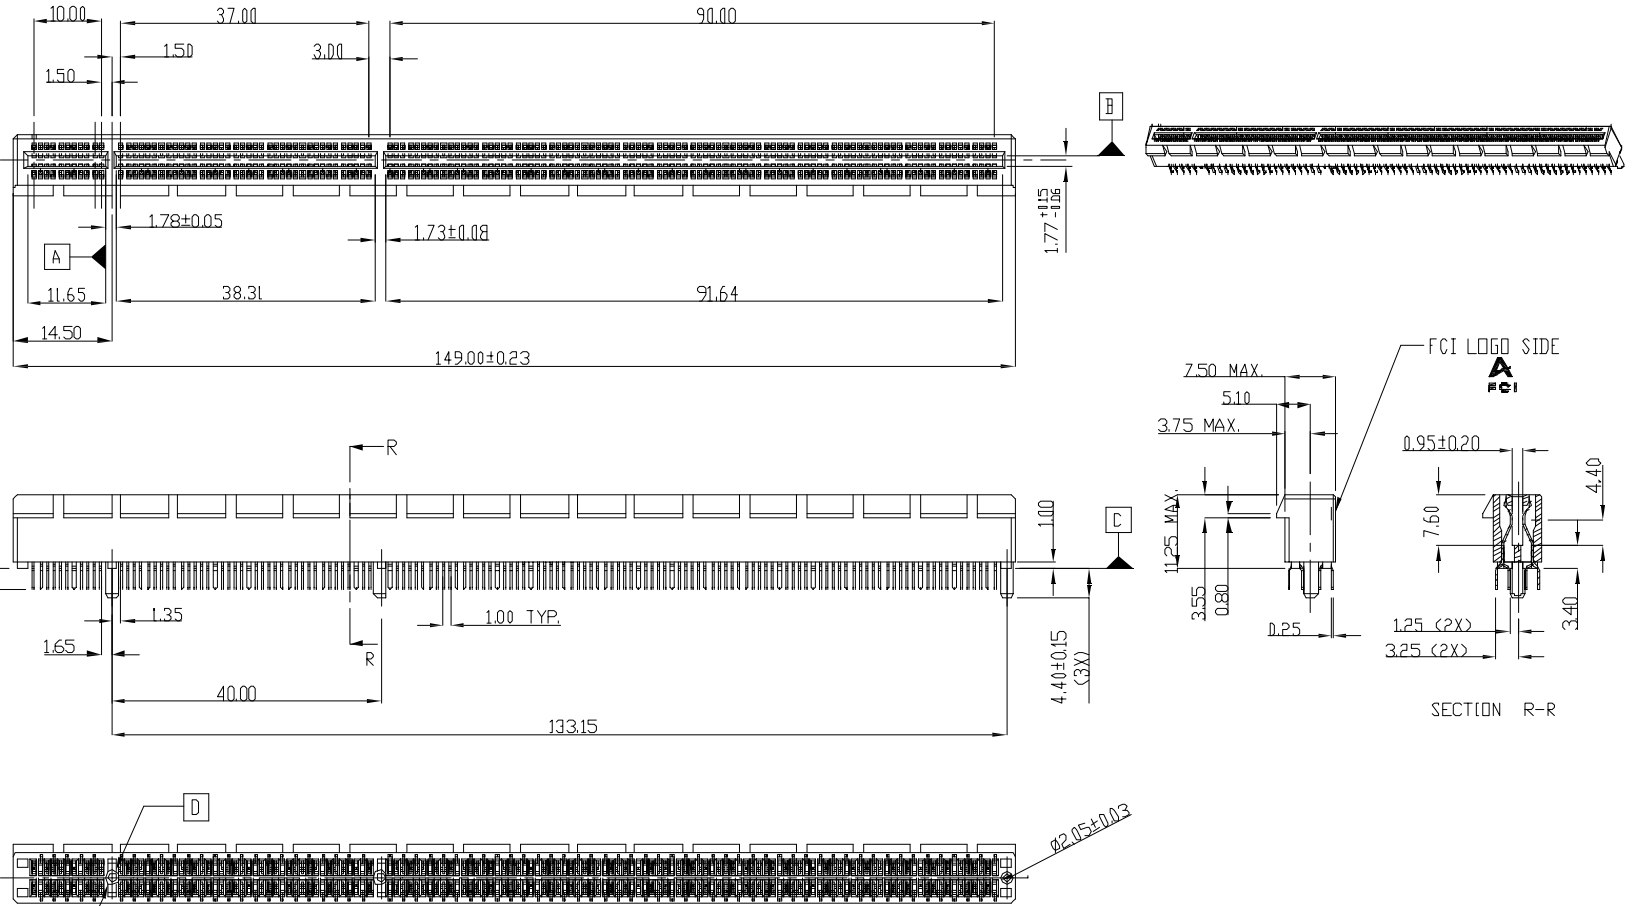 10.00
37.00
90.00
1.50
3.00
1.50
B
1.78±0.05
1.73±0.08
1.77 +0.15 -0.06
A
11.65
38.31
91.64
14.50
149.00±0.23
FCI LOGO SIDE
FCI
7.50 MAX.
5.10
3.75 MAX.
0.95±0.20
4.40
R
11.25 MAX.
7.60
1.00
C
3.55
0.80
3.40
1.35
1.00 TYP.
0.25
1.25 (2X)
1.65
R
4.40±0.15
(3X)
3.25 (2X)
40.00
133.15
SECTION R-R
D
Ø2.05±0.03